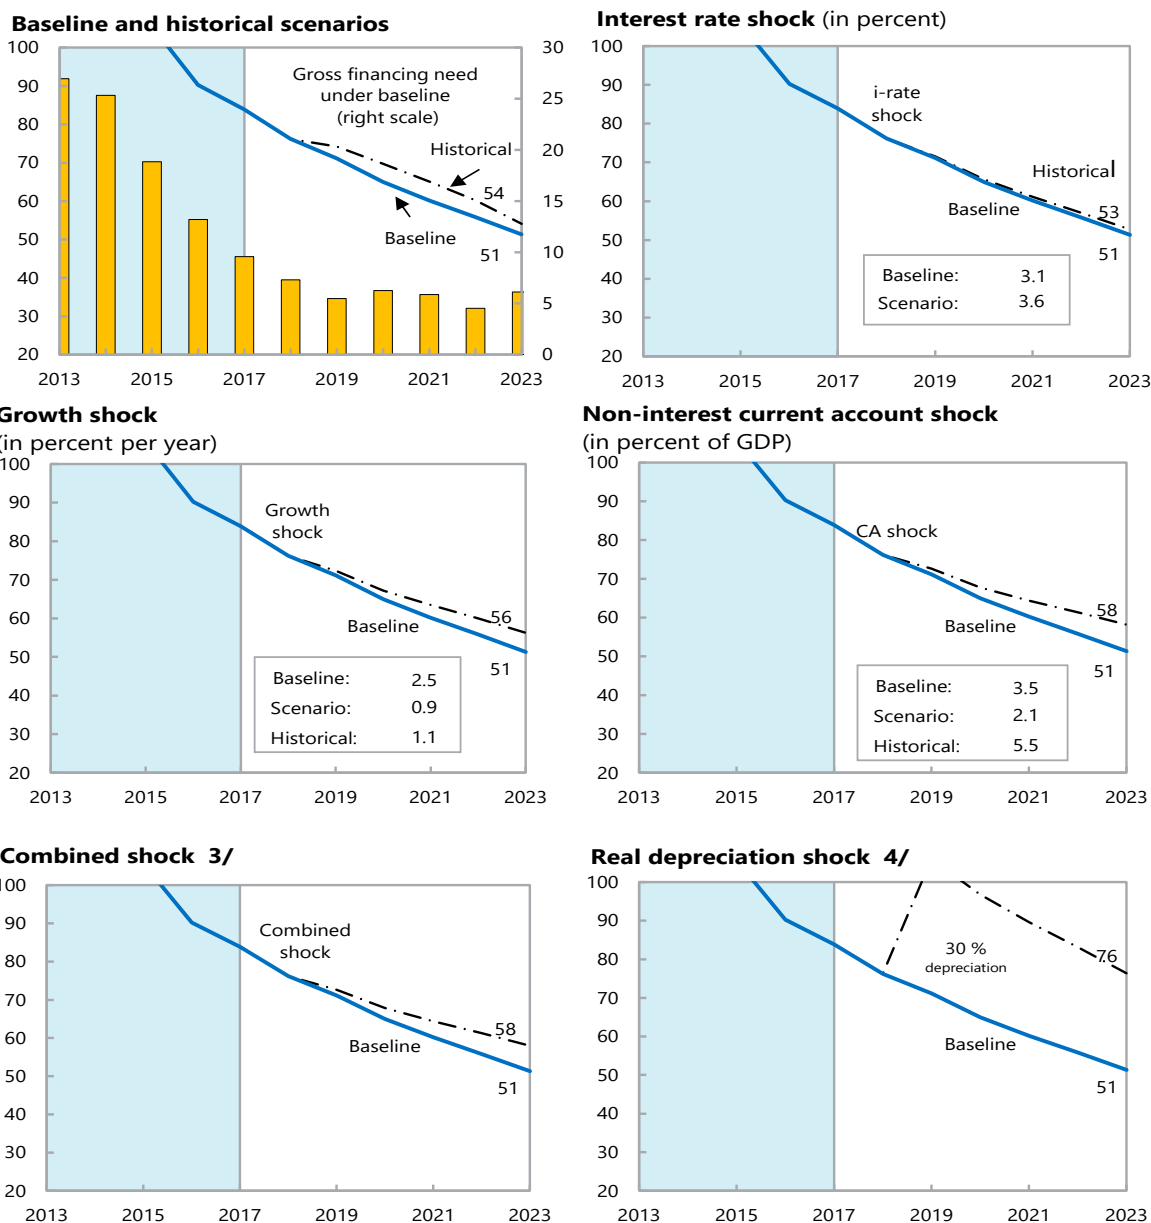 Baseline and historical scenarios
100
90
80
70
60
50
40
30
20
30
25
20
15
10
5
0
Gross financing need
under baseline
(right scale)
Historical
54
Baseline
51
2013 2015 2017 2019 2021 2023
Interest rate shock (in percent)
100
90
80
70
60
50
40
30
20
i-rate
shock
Historical
Baseline
53
51
Baseline: 3.1
Scenario: 3.6
2013 2015 2017 2019 2021 2023
Growth shock
(in percent per year)
100
90
80
70
60
50
40
30
20
Growth
shock
56
Baseline
51
Baseline: 2.5
Scenario: 0.9
Historical: 1.1
2013 2015 2017 2019 2021 2023
Non-interest current account shock
(in percent of GDP)
100
90
80
70
60
50
40
30
20
CA shock
58
Baseline
51
Baseline: 3.5
Scenario: 2.1
Historical: 5.5
2013 2015 2017 2019 2021 2023
Combined shock 3/
100
90
80
70
60
50
40
30
20
Combined
shock
58
Baseline
51
2013 2015 2017 2019 2021 2023
Real depreciation shock 4/
100
90
80
70
60
50
40
30
20
30 %
depreciation
76
Baseline
51
2013 2015 2017 2019 2021 2023